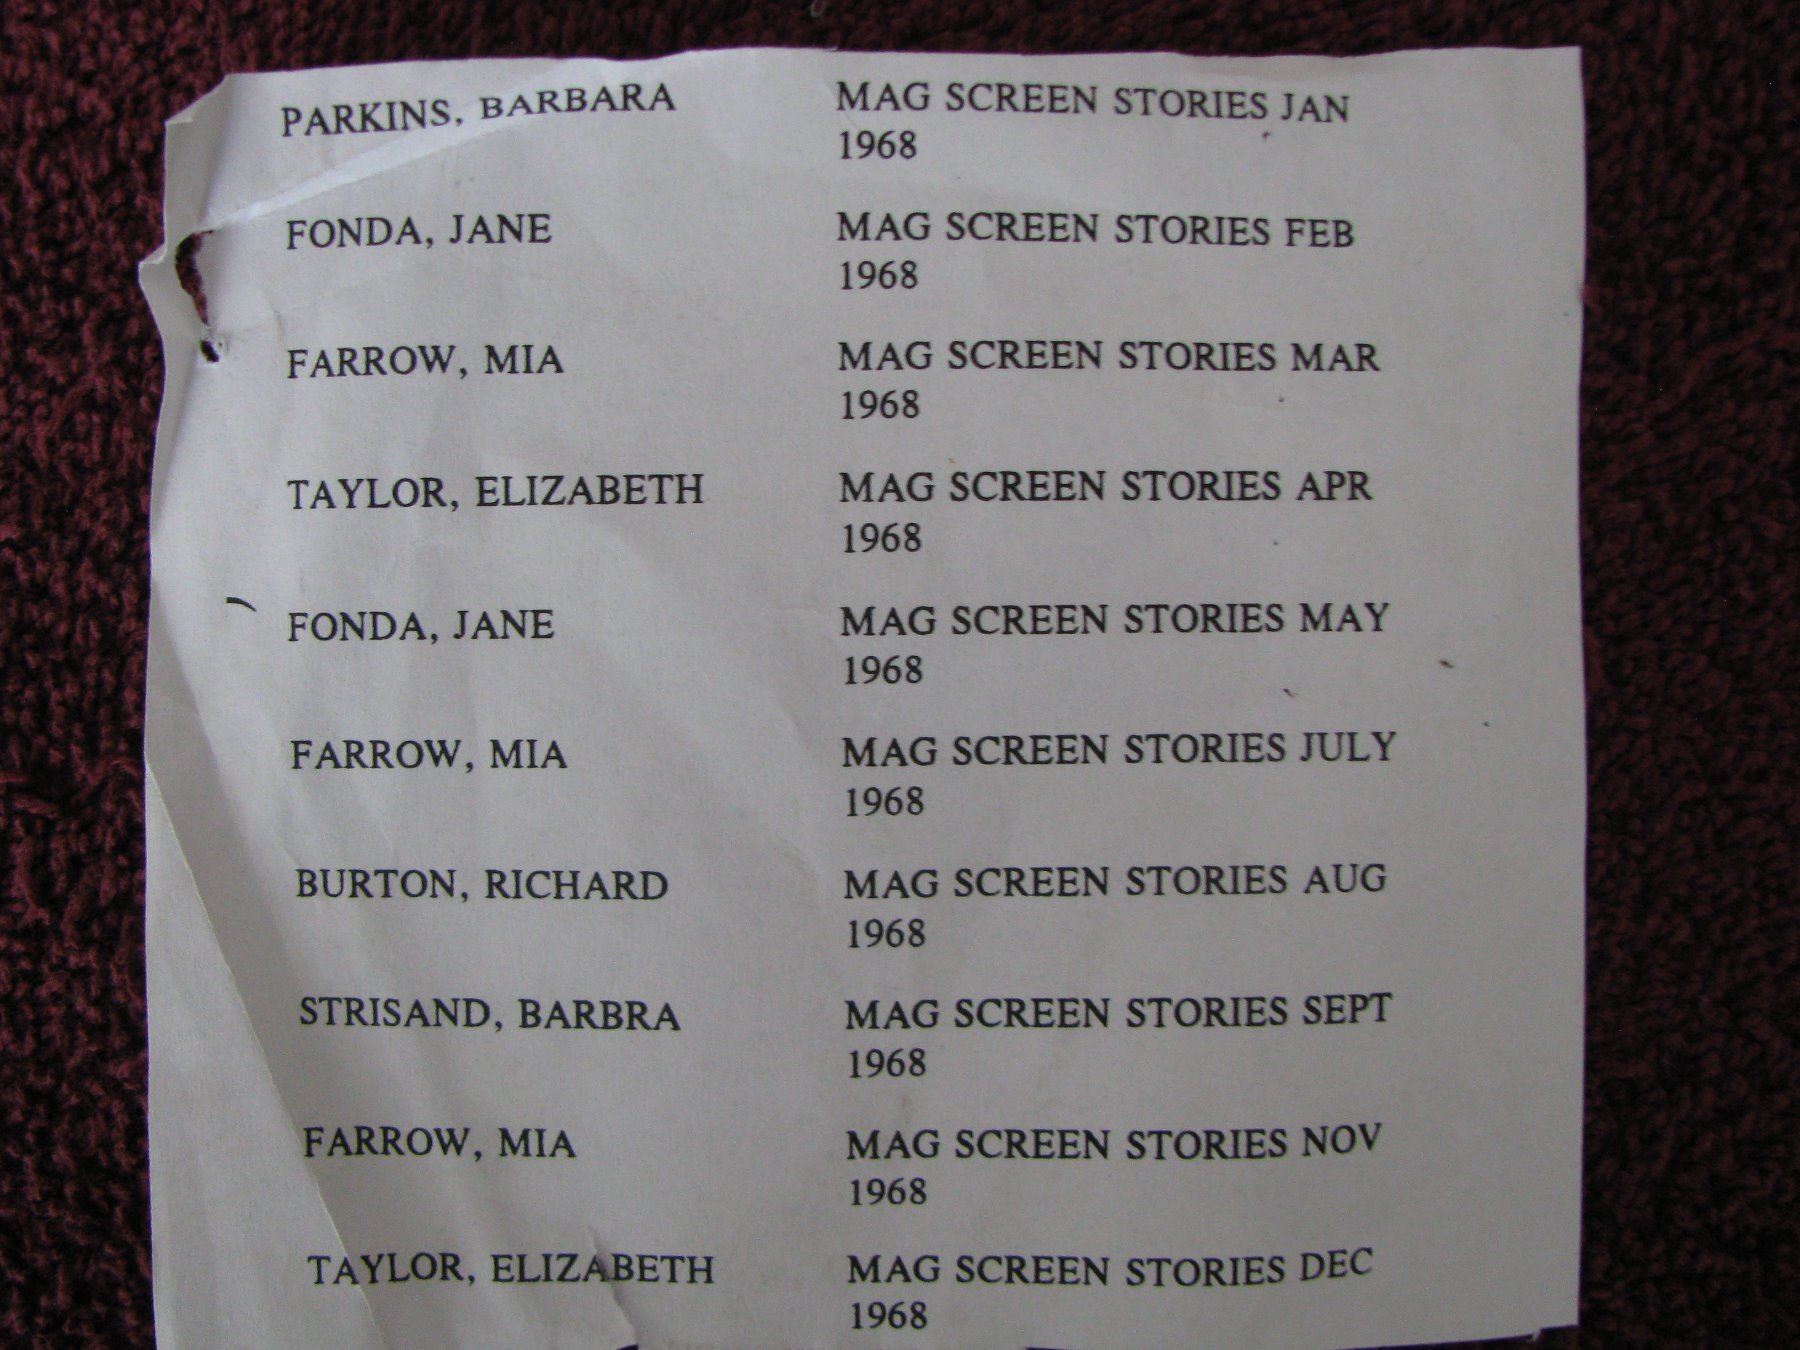 PARKINS, BARBARA MAG SCREEN STORIES JAN
1968
FONDA, JANE MAG SCREEN STORIES FEB
1968
FARROW, MIA MAG SCREEN STORIES MAR
1968
TAYLOR, ELIZABETH MAG SCREEN STORIES APR
1968
FONDA, JANE MAG SCREEN STORIES MAY
1968
FARROW, MIA MAG SCREEN STORIES JULY
1968
BURTON, RICHARD MAG SCREEN STORIES AUG
1968
STRISAND, BARBRA MAG SCREEN STORIES SEPT
1968
FARROW, MIA MAG SCREEN STORIES NOV
1968
TAYLOR, ELIZABETH MAG SCREEN STORIES DEC
1968